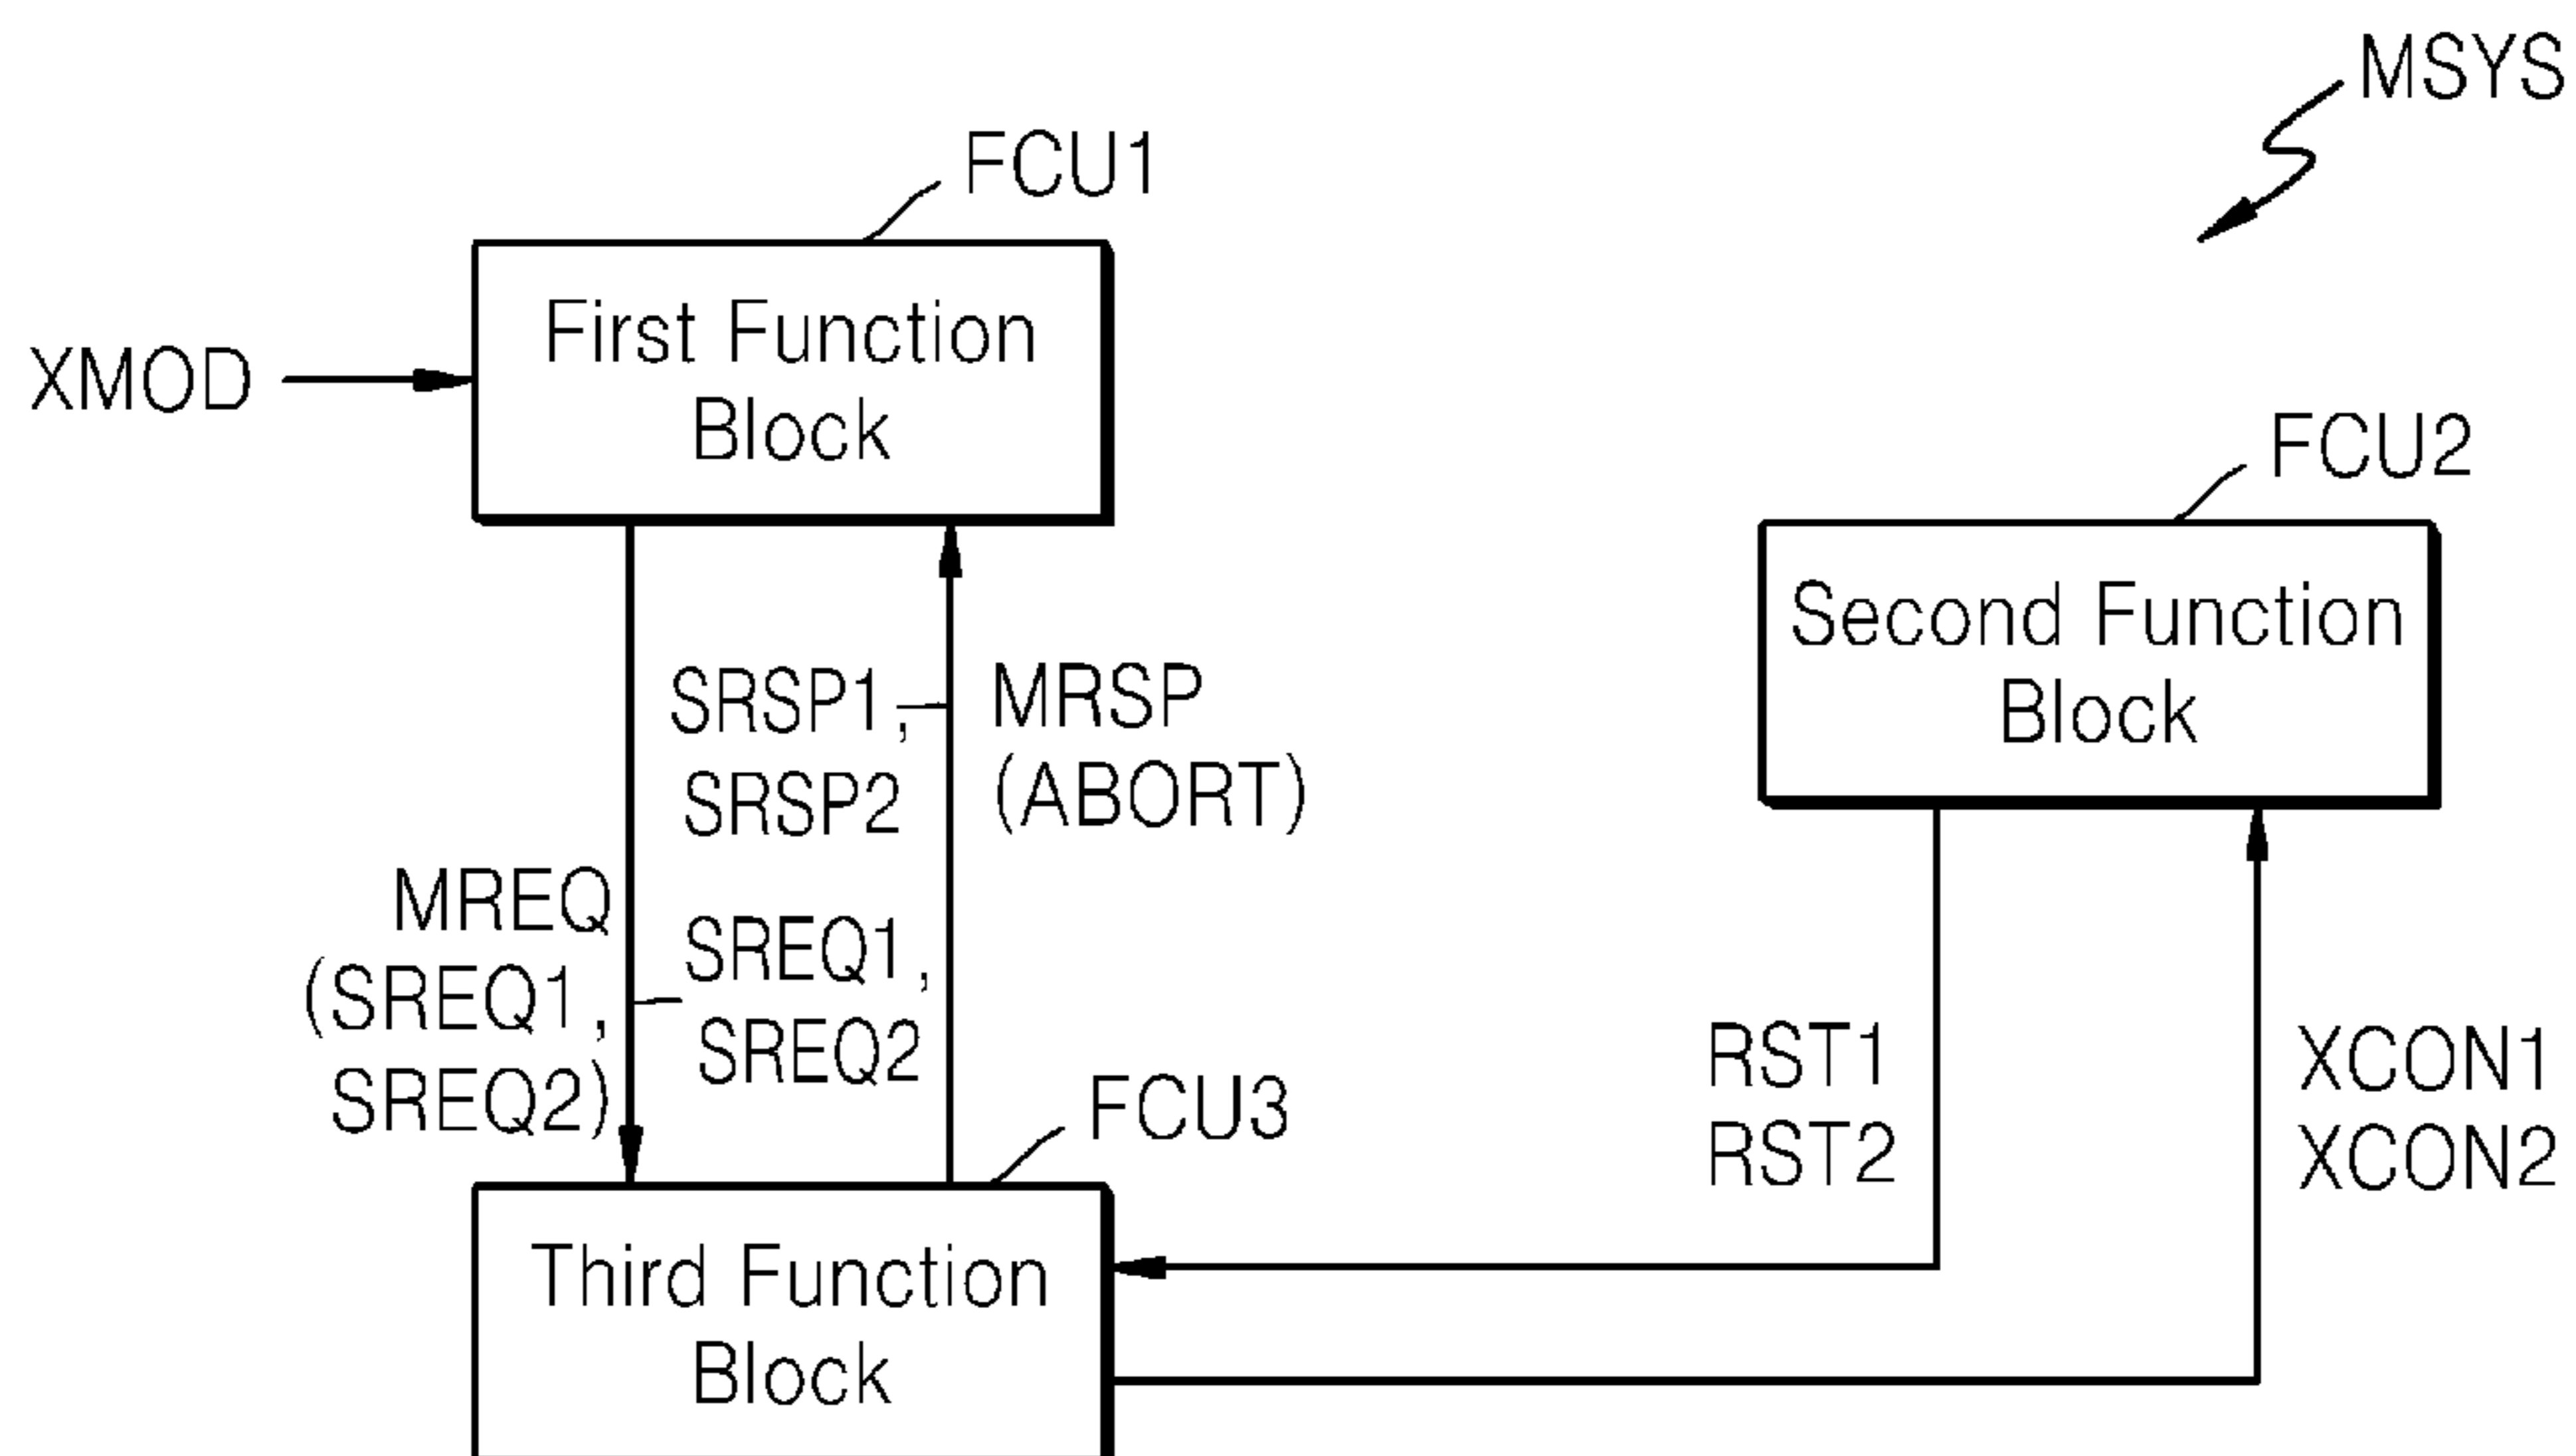 MSYS
FCU1
First Function
Block
XMOD
FCU2
Second Function
Block
SRSP1,
SRSP2
MRSP
(ABORT)
MREQ
(SREQ1,
SREQ2)
SREQ1,
SREQ2
FCU3
RST1
RST2
XCON1
XCON2
Third Function
Block